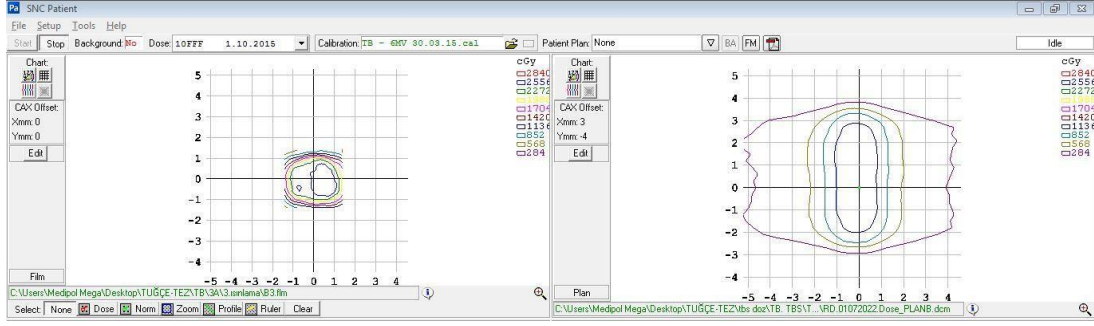 SNC Patient
File Setup Tools Help
Start Stop Background: No Dose: 10FFF 1.10.2015 Calibration: TB - 6MV 30.03.15.cal Patient Plan: None BA FM Idle
Chart:
CAX Offset:
Xmm: 0
Ymm: 0
Edit
Film
5
4
3
2
1
0
-1
-2
-3
-4
-5 -4 -3 -2 -1 0 1 2 3 4
cGy
2840
2556
2272
1704
1420
1136
852
568
284
C:\Users\Medipol Mega\Desktop\TUĞÇE-TEZ\TB\3A\3.ısınlama\B3.flm
Select: None Dose Norm Zoom Profile Ruler Clear
Chart:
CAX Offset:
Xmm: 3
Ymm: -4
Edit
Plan
5
4
3
2
1
0
-1
-2
-3
-4
-5 -4 -3 -2 -1 0 1 2 3 4
cGy
2840
2556
2272
1704
1420
1136
852
568
284
C:\Users\Medipol Mega\Desktop\TUĞÇE-TEZ\tbs doz\TB. TBS\T...\RD.01072022.Dose_PLANB.dcm